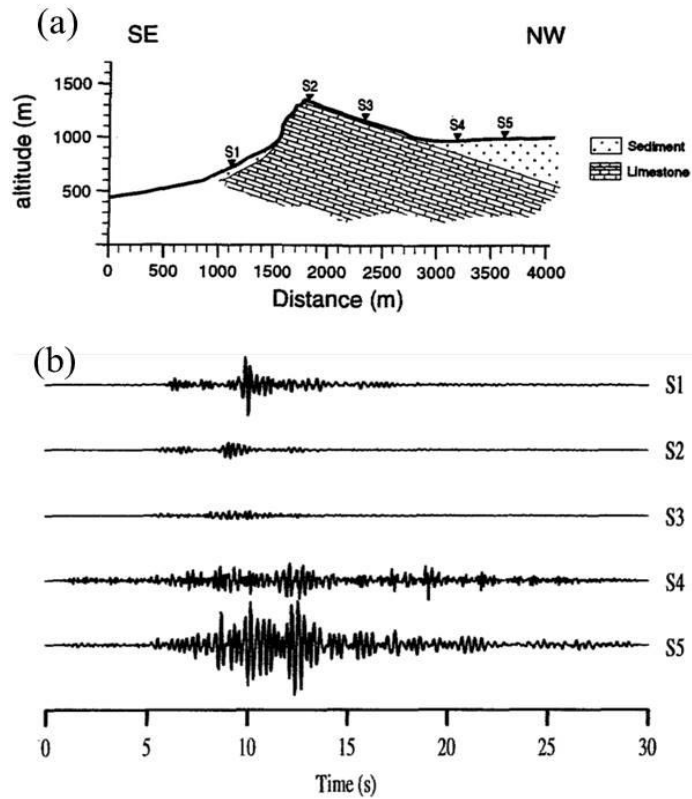 (a) SE NW
S2
1500
S3
S4 S5
1000
S1
Sediment
500
Limestone
altitude (m)
0
0 500 1000 1500 2000 2500 3000 3500 4000
Distance (m)
(b)
S1
S2
S3
S4
S5
0 5 10 15 20 25 30
Time (s)